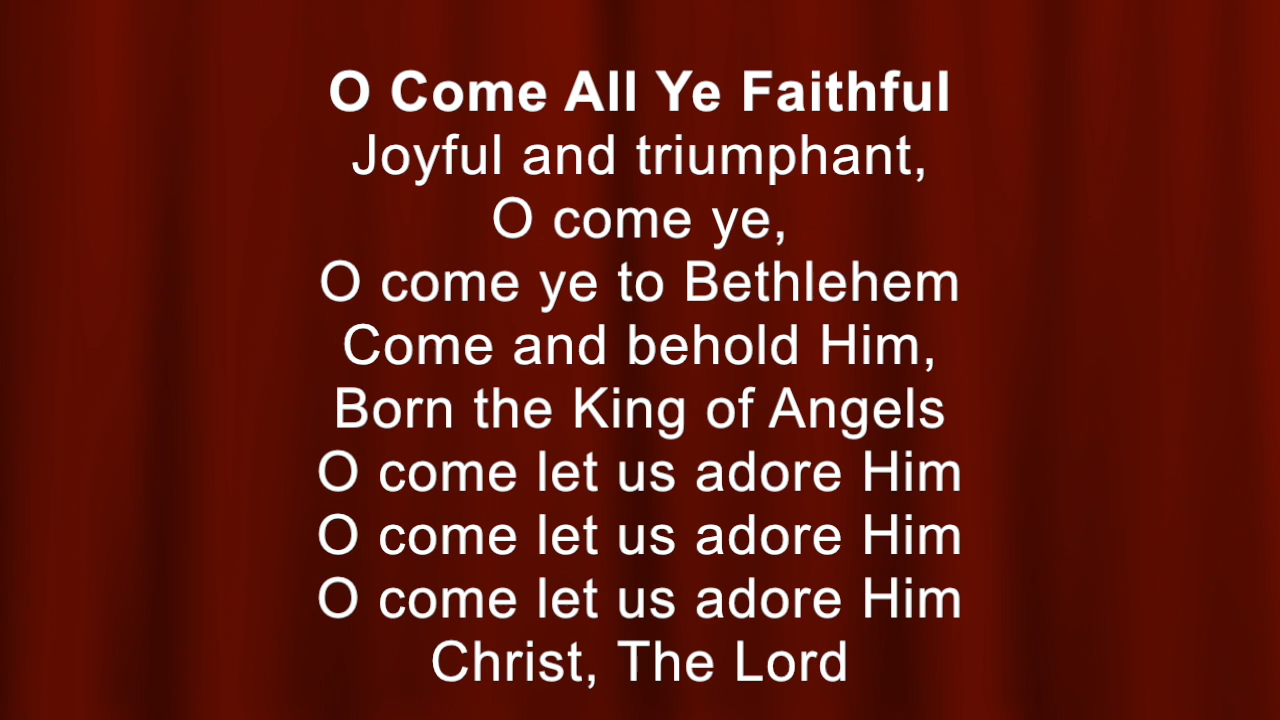 O Come All Ye Faithful
Joyful and triumphant,
O come ye,
O come ye to Bethlehem
Come and behold Him,
Born the King of Angels
O come let us adore Him
O come let us adore Him
O come let us adore Him
Christ, The Lord